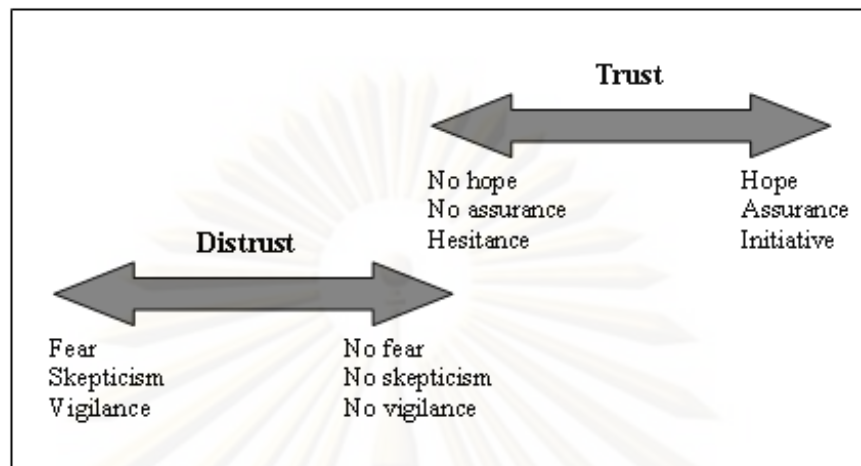 Trust
No hope
No assurance
Hesitance
Hope
Assurance
Initiative
Distrust
Fear
Skepticism
Vigilance
No fear
No skepticism
No vigilance